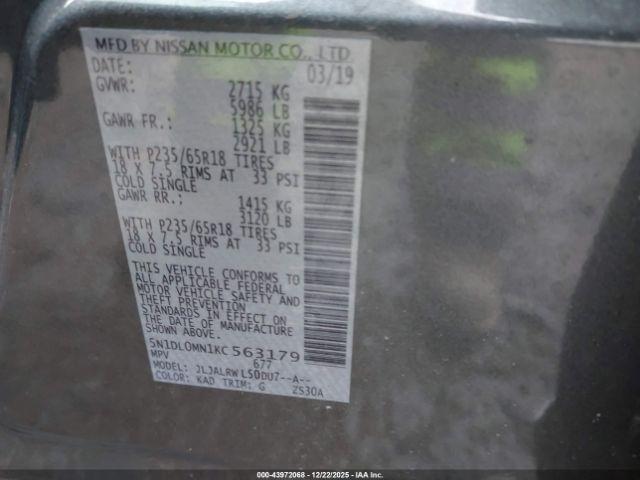 MFD BY NISSAN MOTOR CO., LTD
DATE: 03/19
GVWR: 2715 KG
5986 LB
GAWR FR.: 1325 KG
2921 LB
WITH P235/65R18 TIRES
18 X 7.5 RIMS AT 33 PSI
COLD SINGLE
GAWR RR.: 1415 KG
3120 LB
WITH P235/65R18 TIRES
18 X 7.5 RIMS AT 33 PSI
COLD SINGLE
THIS VEHICLE CONFORMS TO
ALL APPLICABLE FEDERAL
MOTOR VEHICLE SAFETY AND
THEFT PREVENTION
STANDARDS IN EFFECT ON
THE DATE OF MANUFACTURE
SHOWN ABOVE.
5N1DL0MN1KC563179
MPV 677
MODEL: JLJALRWLSDDU7--A--
COLOR: KAD TRIM: G ZS30A
000-43972068 - 12/22/2025 - IAA Inc.